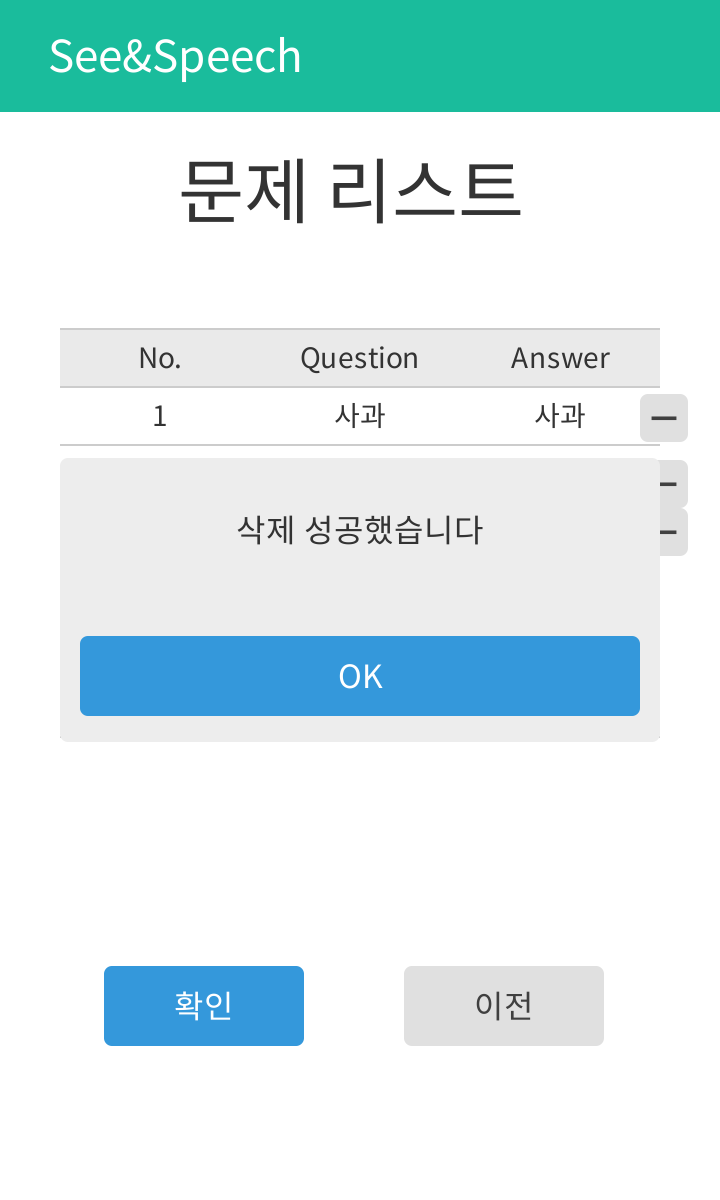 See&Speech
문제 리스트
No. Question Answer
1 사과 사과
삭제 성공했습니다
OK
확인 이전